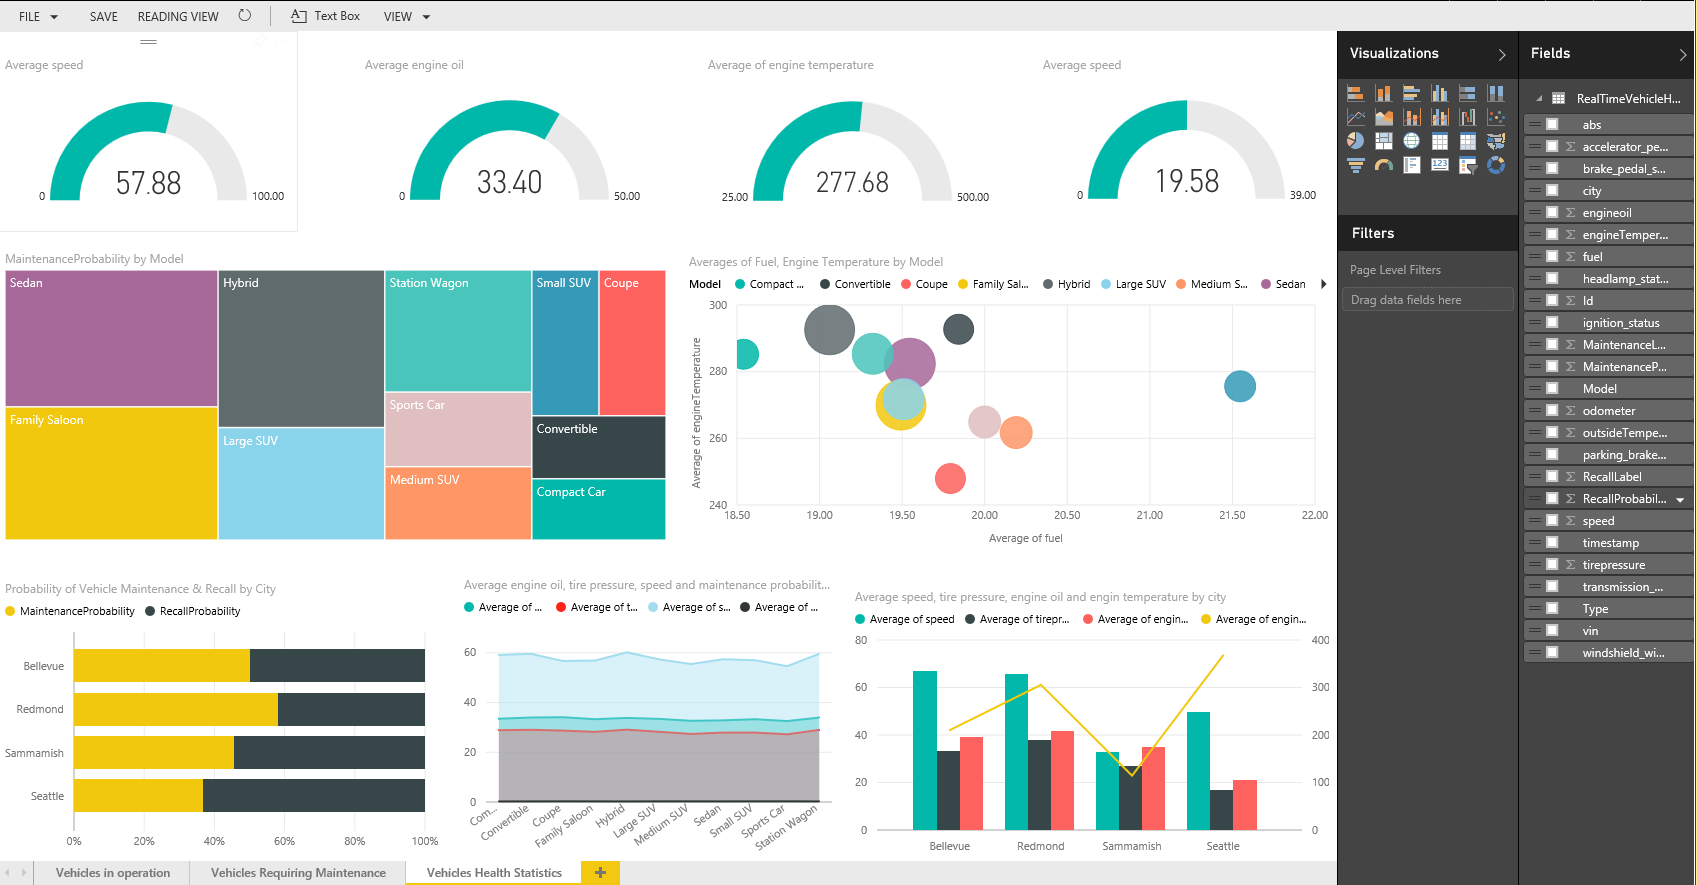 FILE SAVE READING VIEW Text Box VIEW
Average speed
57.88
0
100.00
Average engine oil
33.40
0
50.00
Average of engine temperature
277.68
25.00
500.00
Average speed
19.58
0
39.00
MaintenanceProbability by Model
Sedan
Family Saloon
Hybrid
Large SUV
Station Wagon
Sports Car
Medium SUV
Small SUV
Coupe
Convertible
Compact Car
Averages of Fuel, Engine Temperature by Model
Model Compact ... Convertible Coupe Family Sal... Hybrid Large SUV Medium S... Sedan
Average of engineTemperature
300
280
260
240
18.50 19.00 19.50 20.00 20.50 21.00 21.50 22.00
Average of fuel
Probability of Vehicle Maintenance & Recall by City
MaintenanceProbability RecallProbability
Bellevue
Redmond
Sammamish
Seattle
0% 20% 40% 60% 80% 100%
Average engine oil, tire pressure, speed and maintenance probabilit...
Average of ... Average of t... Average of s... Average of ...
60
40
20
0
Com... Convertible Coupe Family Saloon Hybrid Large SUV Medium SUV Sedan Small SUV Sports Car Station Wagon
Average speed, tire pressure, engine oil and engin temperature by city
Average of speed Average of tirepr... Average of engin... Average of engin...
80
60
40
20
0
400
300
200
100
0
Bellevue Redmond Sammamish Seattle
Vehicles in operation Vehicles Requiring Maintenance Vehicles Health Statistics +
Visualizations
123
Filters
Page Level Filters
Drag data fields here
Fields
RealTimeVehicleH...
abs
Σ accelerator_pe...
brake_pedal_s...
city
Σ engineoil
Σ engineTemper...
Σ fuel
headlamp_stat...
Σ Id
ignition_status
Σ MaintenanceL...
Σ MaintenanceP...
Model
Σ odometer
Σ outsideTempe...
parking_brake...
Σ RecallLabel
Σ RecallProbabil...
Σ speed
timestamp
Σ tirepressure
transmission_...
Type
vin
windshield_wi...